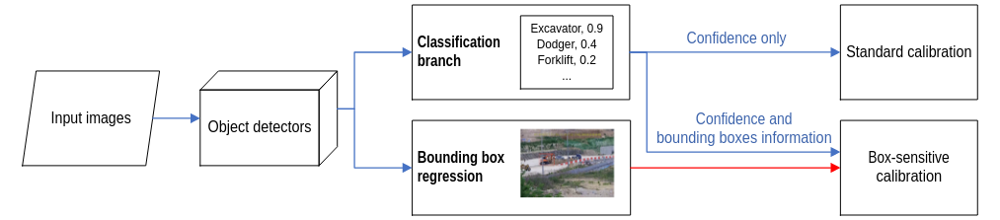 Input images
Object detectors
Classification
branch
Excavator, 0.9
Dodger, 0.4
Forklift, 0.2
...
Bounding box
regression
Confidence only
Confidence and
bounding boxes information
Standard calibration
Box-sensitive
calibration